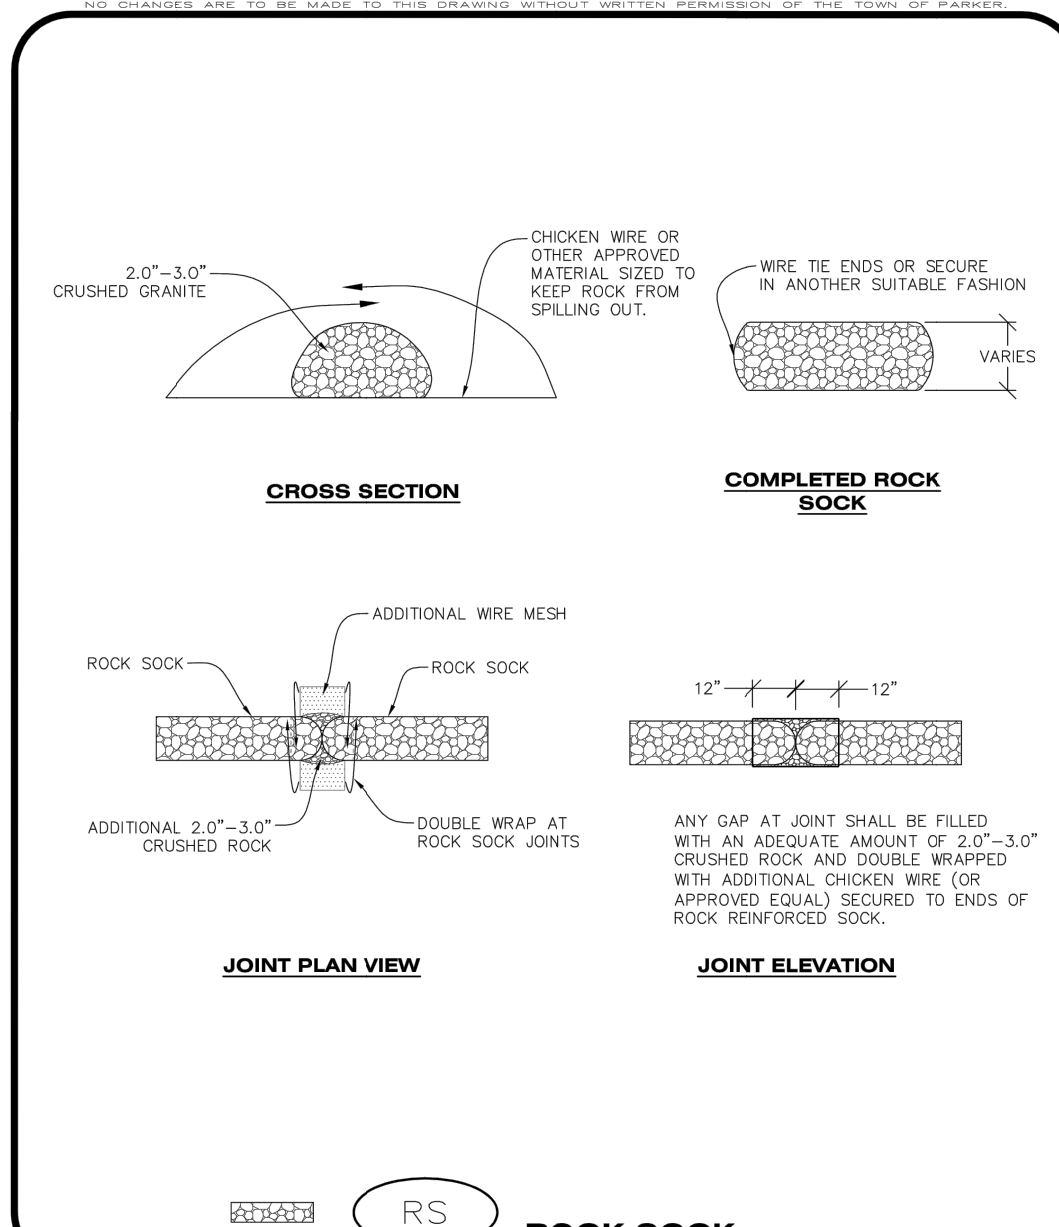 NO CHANGES ARE TO BE MADE TO THIS DRAWING WITHOUT WRITTEN PERMISSION OF THE TOWN OF PARKER.
2.0"–3.0"
CRUSHED GRANITE
CHICKEN WIRE OR
OTHER APPROVED
MATERIAL SIZED TO
KEEP ROCK FROM
SPILLING OUT.
CROSS SECTION
WIRE TIE ENDS OR SECURE
IN ANOTHER SUITABLE FASHION
VARIES
COMPLETED ROCK
SOCK
ADDITIONAL WIRE MESH
ROCK SOCK
ROCK SOCK
ADDITIONAL 2.0"–3.0"
CRUSHED ROCK
DOUBLE WRAP AT
ROCK SOCK JOINTS
JOINT PLAN VIEW
12"
12"
ANY GAP AT JOINT SHALL BE FILLED
WITH AN ADEQUATE AMOUNT OF 2.0"–3.0"
CRUSHED ROCK AND DOUBLE WRAPPED
WITH ADDITIONAL CHICKEN WIRE (OR
APPROVED EQUAL) SECURED TO ENDS OF
ROCK REINFORCED SOCK.
JOINT ELEVATION
RS
ROCK SOCK